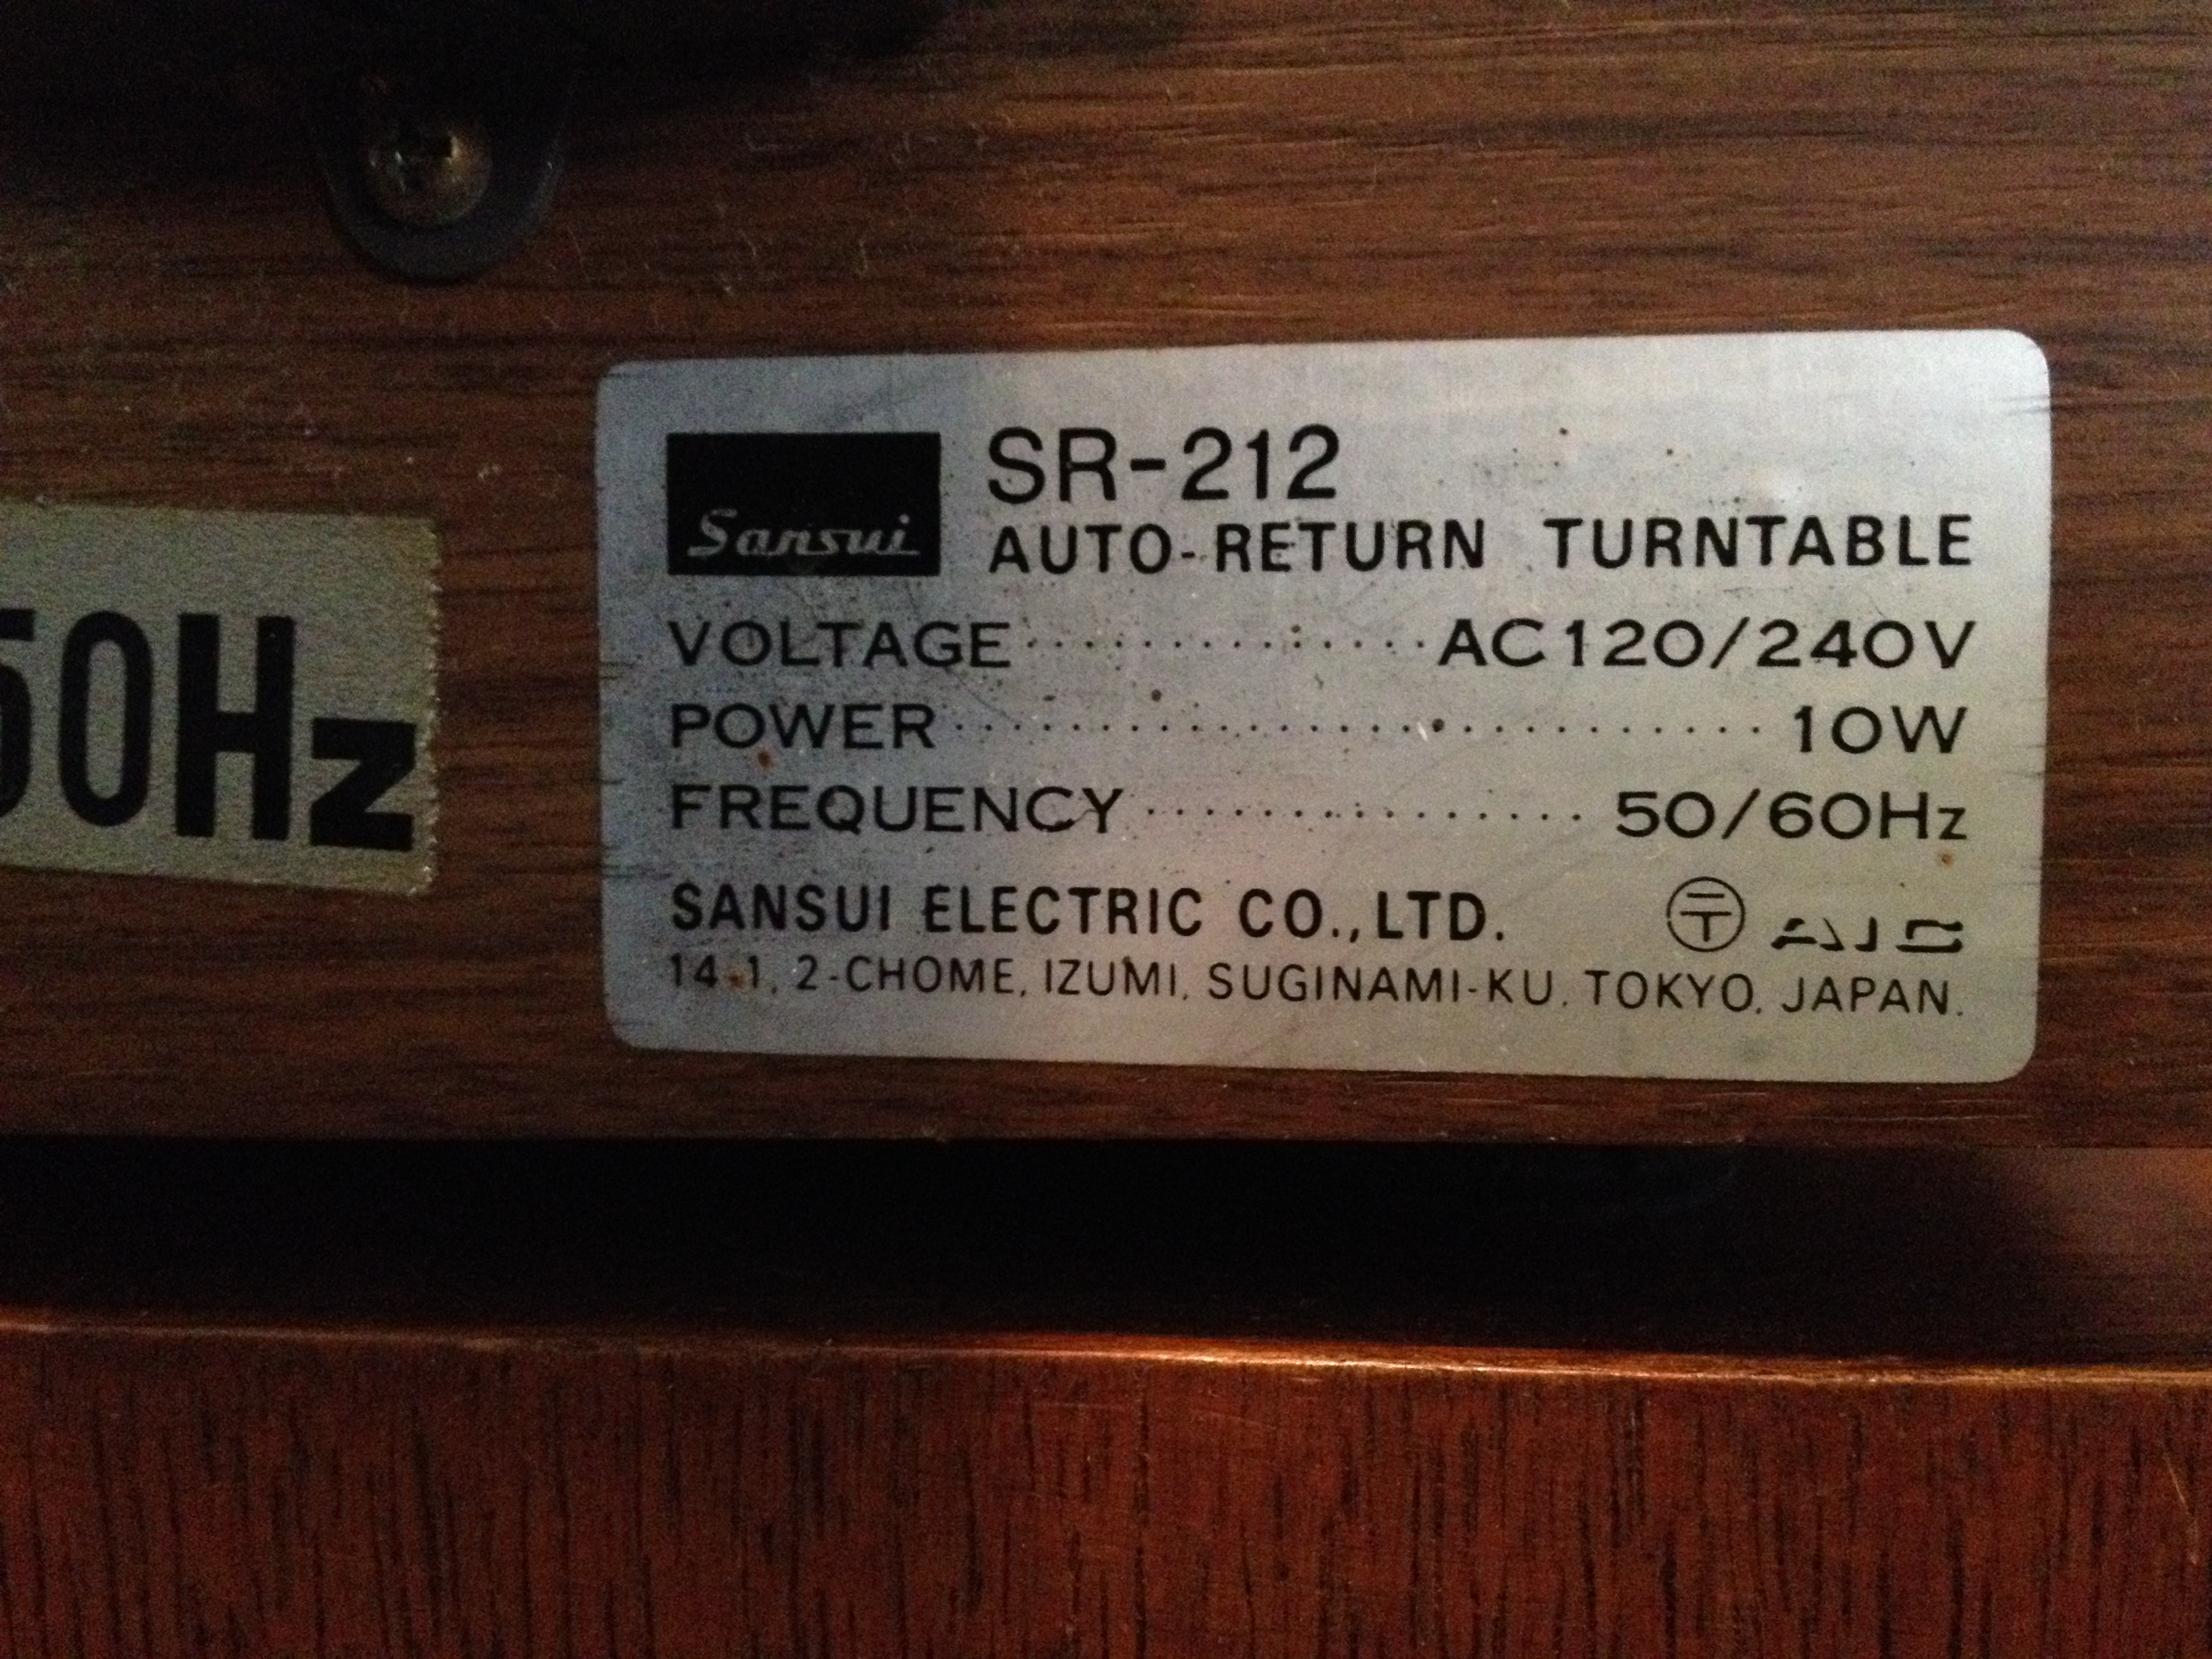 50Hz
Sansui
SR-212
AUTO-RETURN TURNTABLE
VOLTAGE AC120/240V
POWER 10W
FREQUENCY 50/60Hz
SANSUI ELECTRIC CO.,LTD. 〒
14-1, 2-CHOME, IZUMI, SUGINAMI-KU, TOKYO, JAPAN.